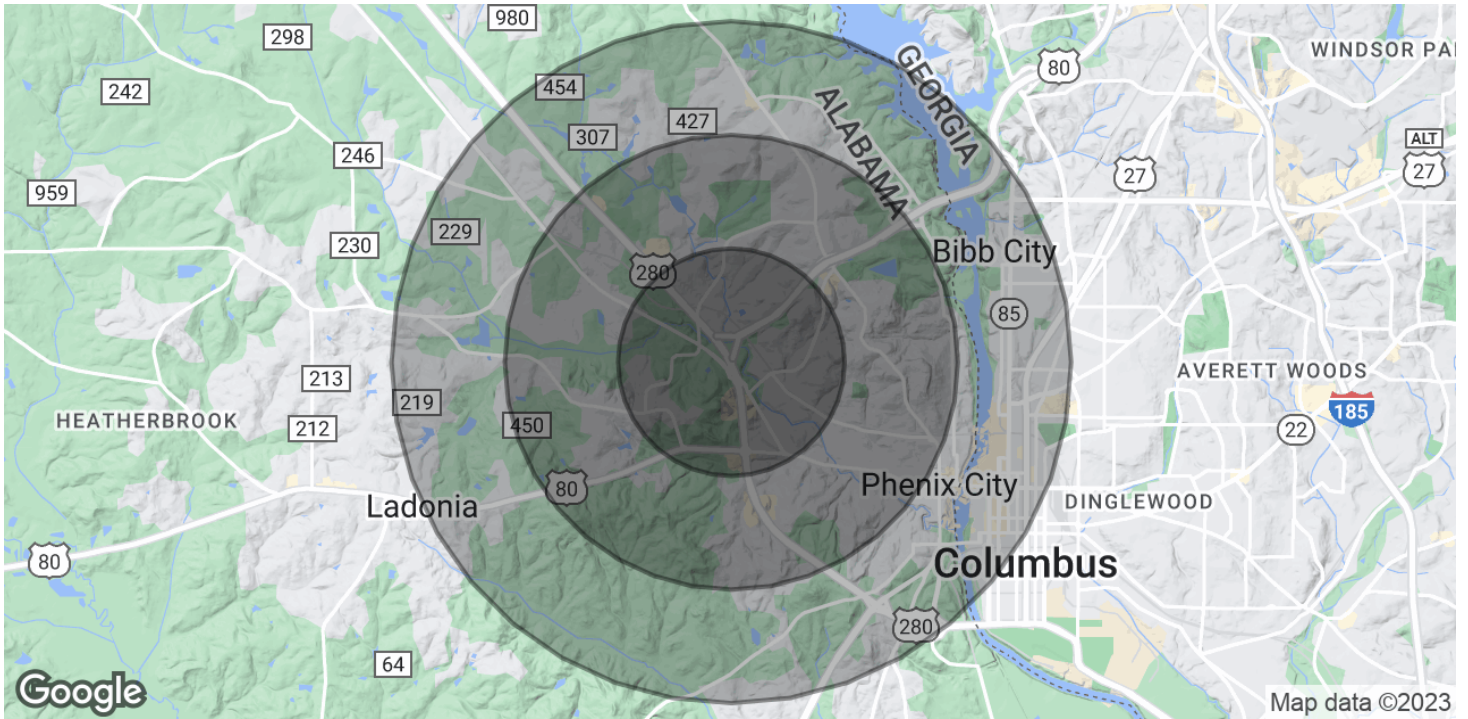 980
298
WINDSOR PA
80
454
242
GEORGIA
ALABAMA
427
307
ALT
27
246
27
959
229
230
Bibb City
280
85
AVERETT WOODS
213
219
185
HEATHERBROOK
212
450
22
80
Phenix City
Ladonia
DINGLEWOOD
80
Columbus
280
64
Google
Map data ©2023